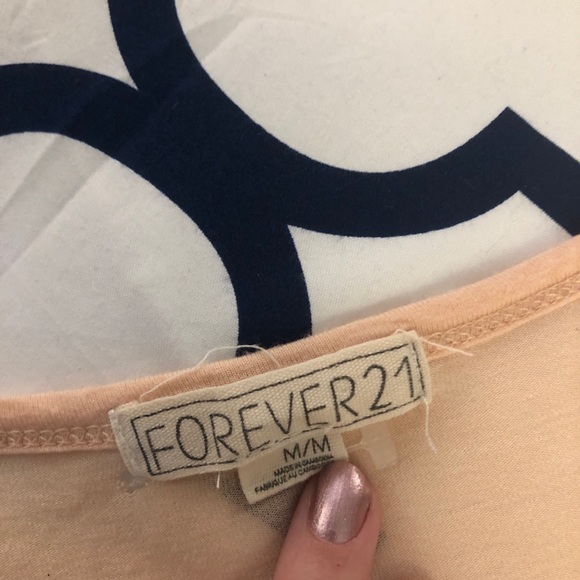 FOREVER21
M/M
MADE IN CAMBODIA
FABRIQUE AU CAMBODGE